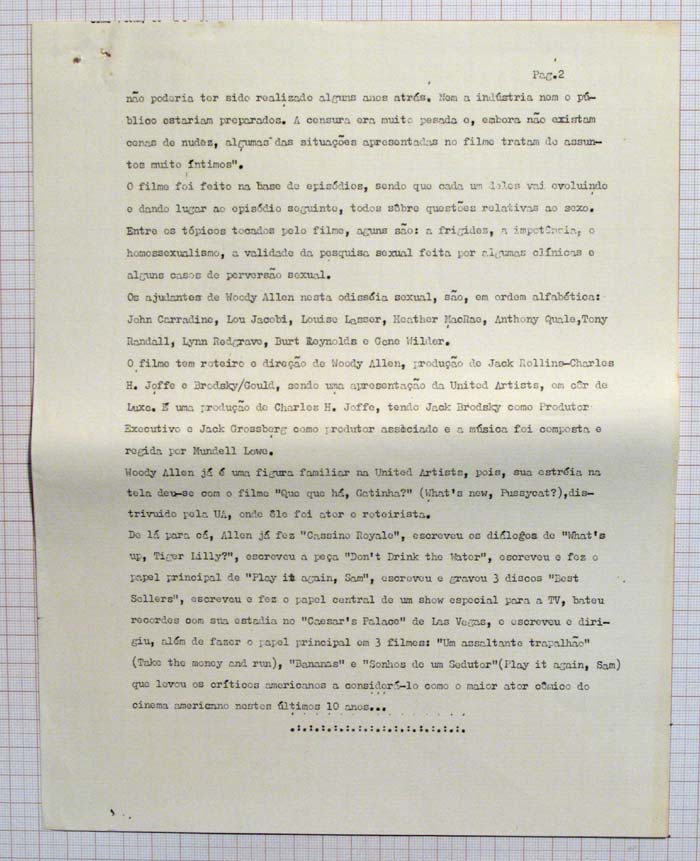 Pag.2
não poderia ter sido realizado alguns anos atrás. Nem a indústria nem o pú-
blico estariam preparados. A censura era muito pesada e, embora não existam
cenas de nudez, algumas das situações apresentadas no filme tratam de assun-
tos muito íntimos".
O filme foi feito na base de episódios, sendo que cada um deles vai evoluindo
e dando lugar ao episódio seguinte, todos sôbre questões relativas ao sexo.
Entre os tópicos tocados pelo filme, aguns são: a frigides, a impotência, o
homossexualismo, a validade da pesquisa sexual feita por algumas clínicas e
alguns casos de perversão sexual.
Os ajudantes de Woody Allen nesta odisséia sexual, são, em ordem alfabética:
John Carradine, Lou Jacobi, Louise Lasser, Heather MacRae, Anthony Quale,Tony
Randall, Lynn Redgrave, Burt Reynolds e Gene Wilder.
O filme tem roteiro e direção de Woody Allen, produção de Jack Rollins-Charles
H. Joffe e Brodsky/Gould, sendo uma apresentação da United Artists, em côr de
Luxe. É uma produção de Charles H. Joffe, tendo Jack Brodsky como Produtor
Executivo e Jack Grossberg como produtor assèciado e a música foi composta e
regida por Mundell Lowe.
Woody Allen já é uma figura familiar na United Artists, pois, sua estréia na
tela deu-se com o filme "Que que há, Gatinha?" (What's new, Pussycat?),dis-
trivuido pela UA, onde êle foi ator e roteirista.
De lá para cá, Allen já fez "Cassino Royale", escreveu os diálogos de "What's
up, Tiger Lilly?", escreveu a peça "Don't Drink the Water", escreveu e fez o
papel principal de "Play it again, Sam", escreveu e gravou 3 discos "Best
Sellers", escreveu e fez o papel central de um show especial para a TV, bateu
recordes com sua estadia no "Caesar's Palace" de Las Vegas, e escreveu e diri-
giu, além de fazer o papel principal em 3 filmes: "Um assaltante trapalhão"
(Take the money and run), "Bananas" e "Sonhos de um Sedutor"(Play it again, Sam)
que levou os críticos americanos a considerá-lo como o maior ator cômico do
cinema americano nestes últimos 10 anos...
.:.:.:.:.:.:.:.:.:.:.:.:.:.